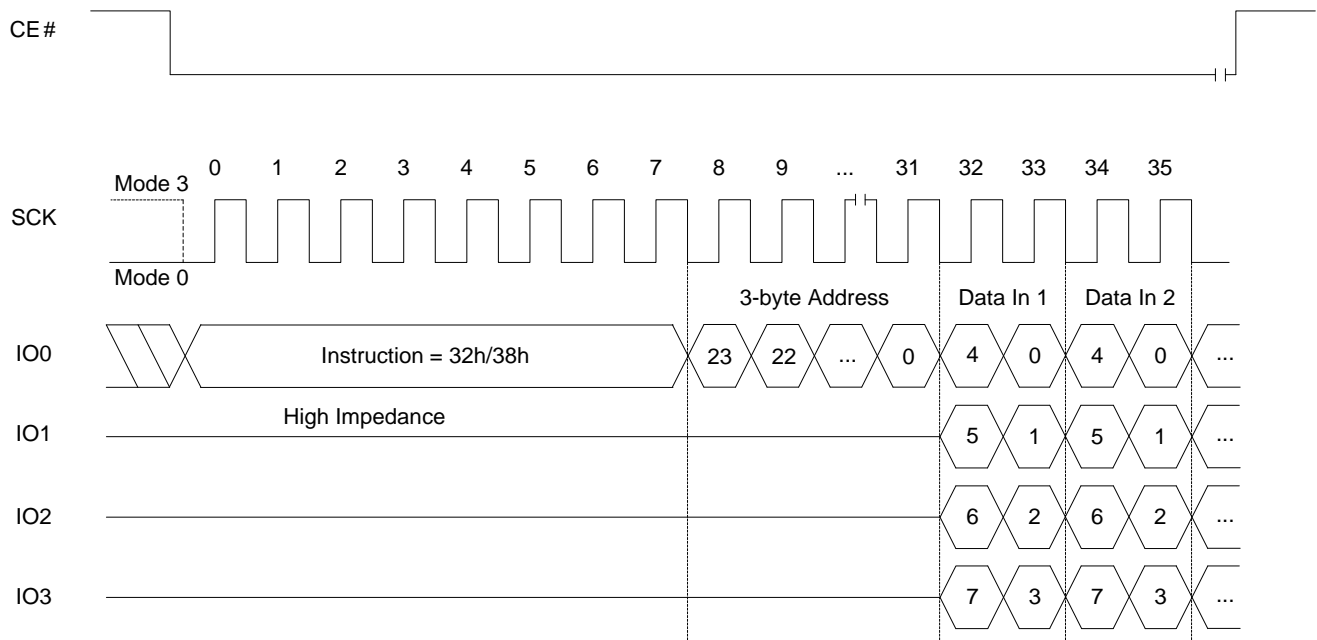 CE#
0 1 2 3 4 5 6 7 8 9 ... 31 32 33 34 35
Mode 3
SCK
Mode 0
3-byte Address Data In 1 Data In 2
IO0 Instruction = 32h/38h 23 22 ... 0 4 0 4 0 ...
High Impedance
IO1 5 1 5 1 ...
IO2 6 2 6 2 ...
IO3 7 3 7 3 ...